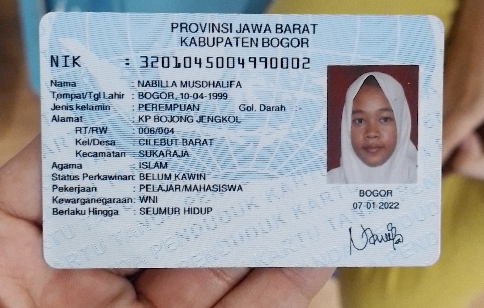 PROVINSI JAWA BARAT
KABUPATEN BOGOR
NIK : 3201045004990002
Nama : NABILLA MUSDHALIFA
Tempat/Tgl Lahir : BOGOR, 10-04-1999
Jenis kelamin : PEREMPUAN Gol. Darah :-
Alamat : KP BOJONG JENGKOL
RT/RW : 006/004
Kel/Desa : CILEBUT BARAT
Kecamatan : SUKARAJA
Agama : ISLAM
Status Perkawinan: BELUM KAWIN
Pekerjaan : PELAJAR/MAHASISWA
Kewarganegaraan: WNI
Berlaku Hingga : SEUMUR HIDUP
BOGOR
07-01-2022